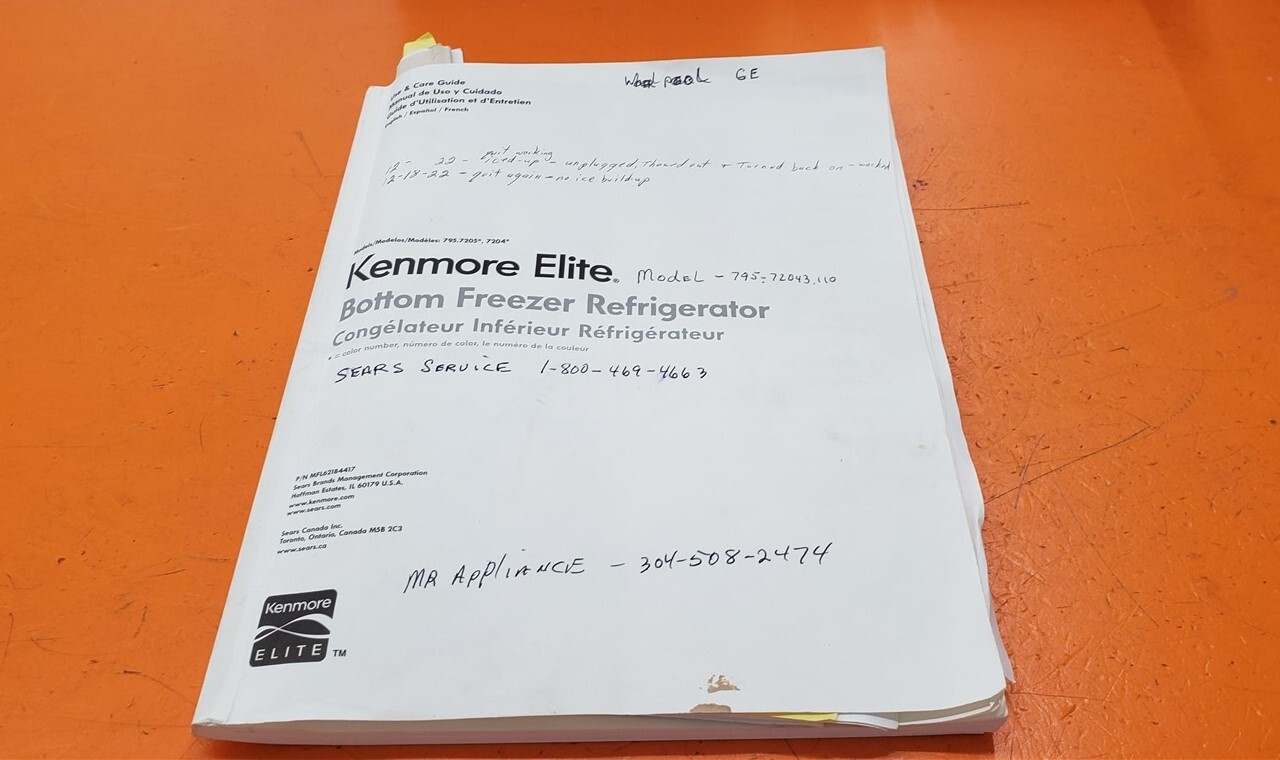 Use & Care Guide
Manual de Uso y Cuidado
Guide d'Utilisation et d'Entretien
English / Español / French
GE
quit working
12- 22 - iced-up - unplugged, Thawed out + Turned back on - worked
12-18-22 - quit again - no ice buildup
Models/Modelos/Modèles: 795.7205*, 7204*
Kenmore Elite®
Model - 795-72043.110
Bottom Freezer Refrigerator
Congélateur Inférieur Réfrigérateur
* = color number, número de color, le numéro de la couleur
SEARS SERVICE 1-800-469-4663
P/N MFL62184417
Sears Brands Management Corporation
Hoffman Estates, IL 60179 U.S.A.
www.kenmore.com
www.sears.com
Sears Canada Inc.
Toronto, Ontario, Canada M5B 2C3
www.sears.ca
MR APPliANCE - 304-508-2474
Kenmore
ELITE TM